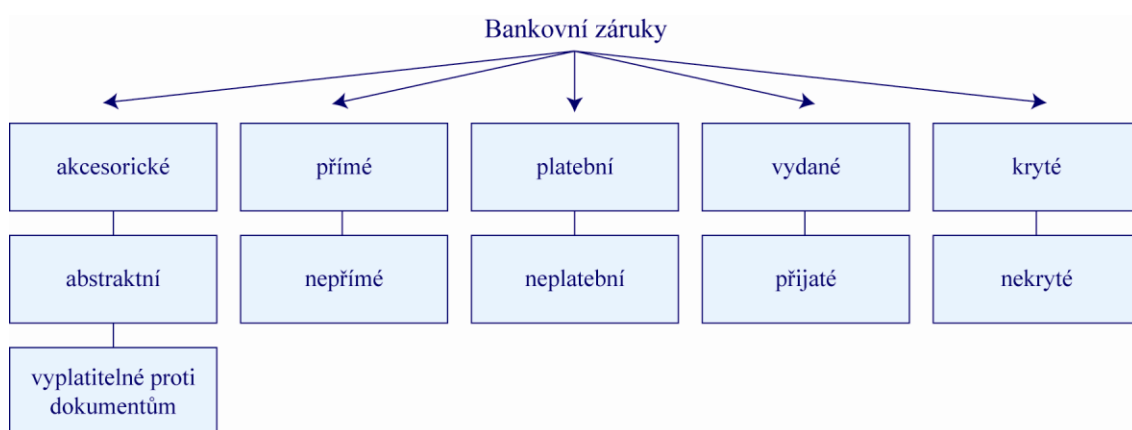 Bankovní záruky
akcesorické
přímé
platební
vydané
kryté
abstraktní
nepřímé
neplatební
přijaté
nekryté
vyplatitelné proti
dokumentům